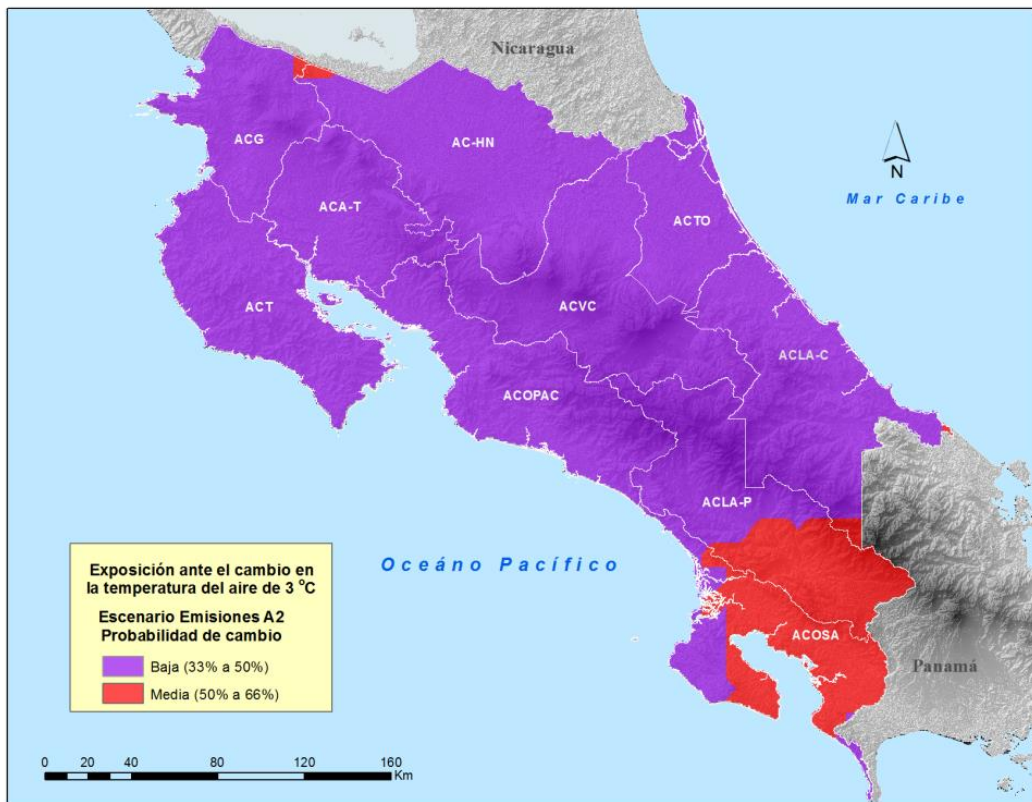 Nicaragua
ACG
AC-HN
N
Mar Caribe
ACA-T
ACTO
ACT
ACVC
ACLA-C
ACOPAC
ACLA-P
Oceáno Pacífico
ACOSA
Panamá
Exposición ante el cambio en
la temperatura del aire de 3 °C
Escenario Emisiones A2
Probabilidad de cambio
Baja (33% a 50%)
Media (50% a 66%)
0 20 40 80 120 160
Km